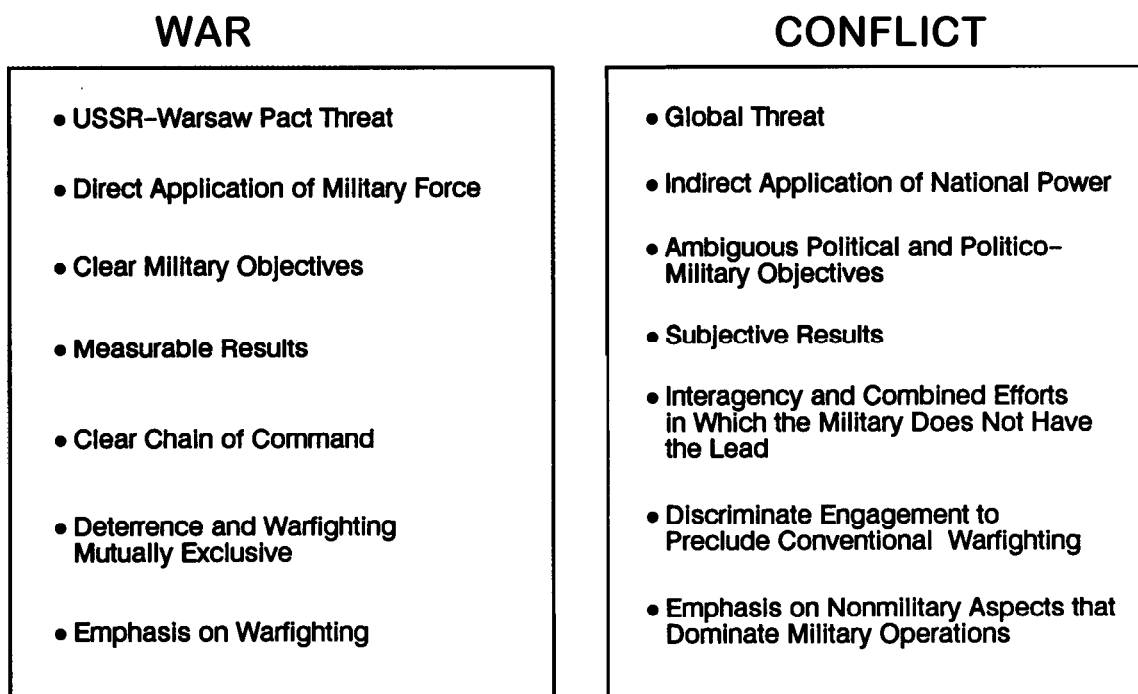 WAR
• USSR–Warsaw Pact Threat
• Direct Application of Military Force
• Clear Military Objectives
• Measurable Results
• Clear Chain of Command
• Deterrence and Warfighting
Mutually Exclusive
• Emphasis on Warfighting
CONFLICT
• Global Threat
• Indirect Application of National Power
• Ambiguous Political and Politico–
Military Objectives
• Subjective Results
• Interagency and Combined Efforts
in Which the Military Does Not Have
the Lead
• Discriminate Engagement to
Preclude Conventional Warfighting
• Emphasis on Nonmilitary Aspects that
Dominate Military Operations